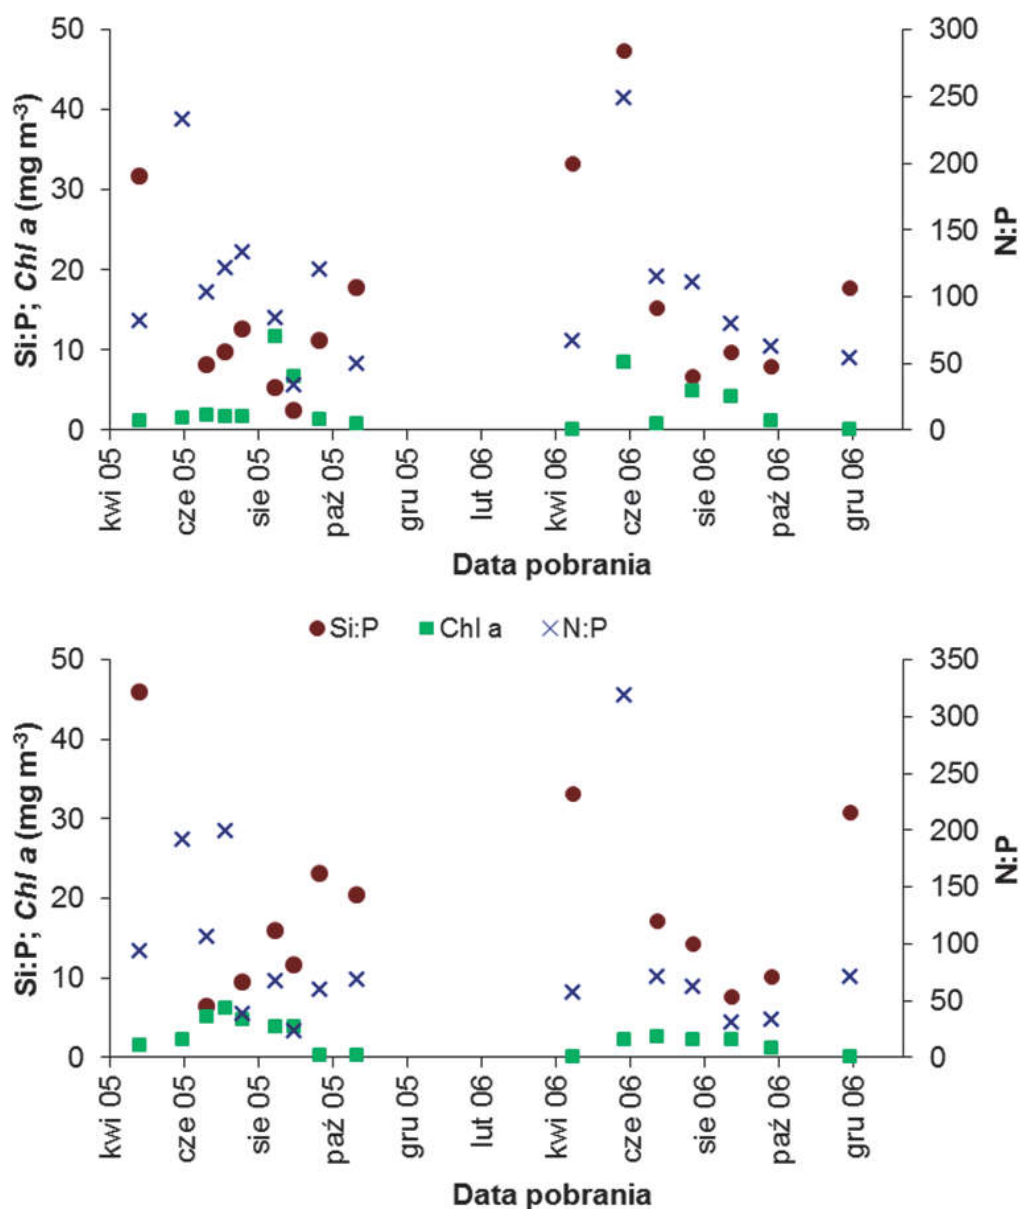 50
40
30
20
10
0
Si:P; Chl a (mg m-3)
300
250
200
150
100
50
0
N:P
kwi 05
cze 05
sie 05
paź 05
gru 05
lut 06
kwi 06
cze 06
sie 06
paź 06
gru 06
Data pobrania
Si:P Chl a N:P
50
40
30
20
10
0
Si:P; Chl a (mg m-3)
350
300
250
200
150
100
50
0
N:P
kwi 05
cze 05
sie 05
paź 05
gru 05
lut 06
kwi 06
cze 06
sie 06
paź 06
gru 06
Data pobrania